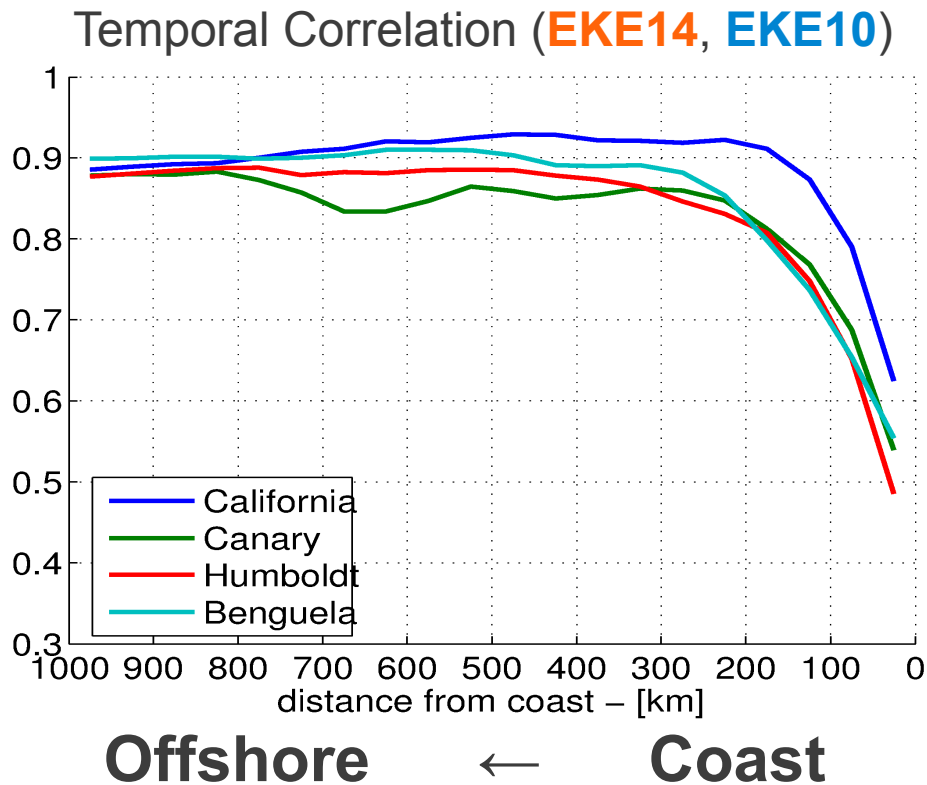 Temporal Correlation (EKE14, EKE10)
1
0.9
0.8
0.7
0.6
0.5
0.4
0.3
California
Canary
Humboldt
Benguela
1000 900 800 700 600 500 400 300 200 100 0
distance from coast – [km]
Offshore ← Coast